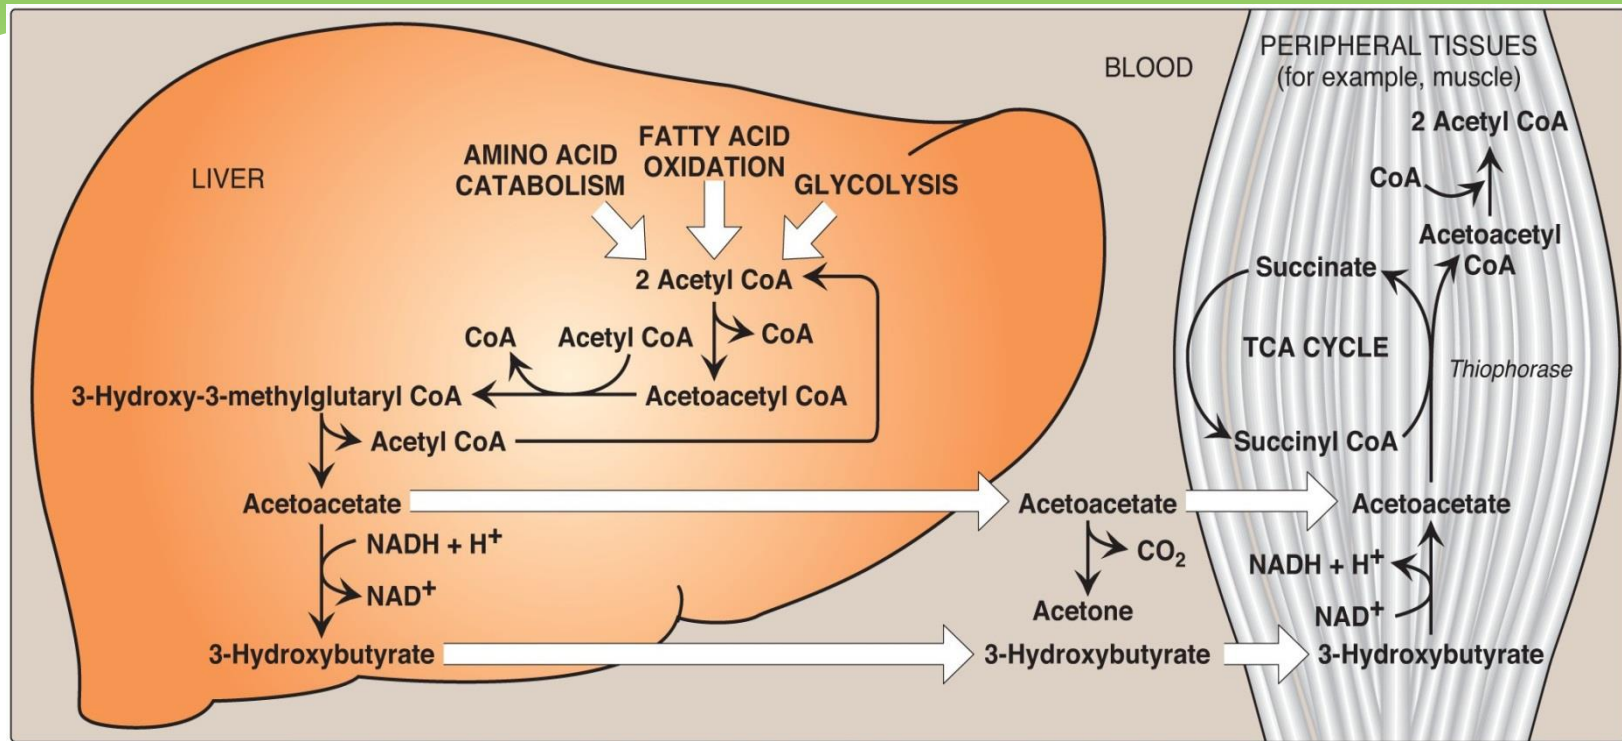 LIVER
AMINO ACID
CATABOLISM
FATTY ACID
OXIDATION
GLYCOLYSIS
2 Acetyl CoA
CoA
Acetyl CoA
CoA
3-Hydroxy-3-methylglutaryl CoA
Acetoacetyl CoA
Acetyl CoA
Acetoacetate
NADH + H⁺
NAD⁺
3-Hydroxybutyrate
BLOOD
Acetoacetate
CO₂
Acetone
3-Hydroxybutyrate
PERIPHERAL TISSUES
(for example, muscle)
2 Acetyl CoA
CoA
Acetoacetyl
CoA
Succinate
TCA CYCLE
Thiophorase
Succinyl CoA
Acetoacetate
NADH + H⁺
NAD⁺
3-Hydroxybutyrate